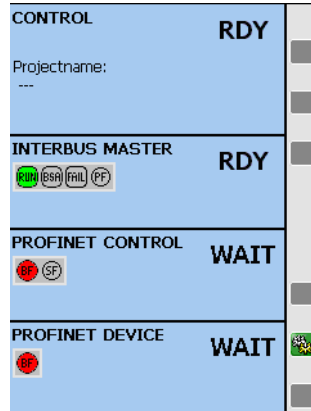 CONTROL
RDY
Projectname:
---
INTERBUS MASTER
RDY
RUN BSA FAIL PF
PROFINET CONTROL
WAIT
BF SF
PROFINET DEVICE
WAIT
BF